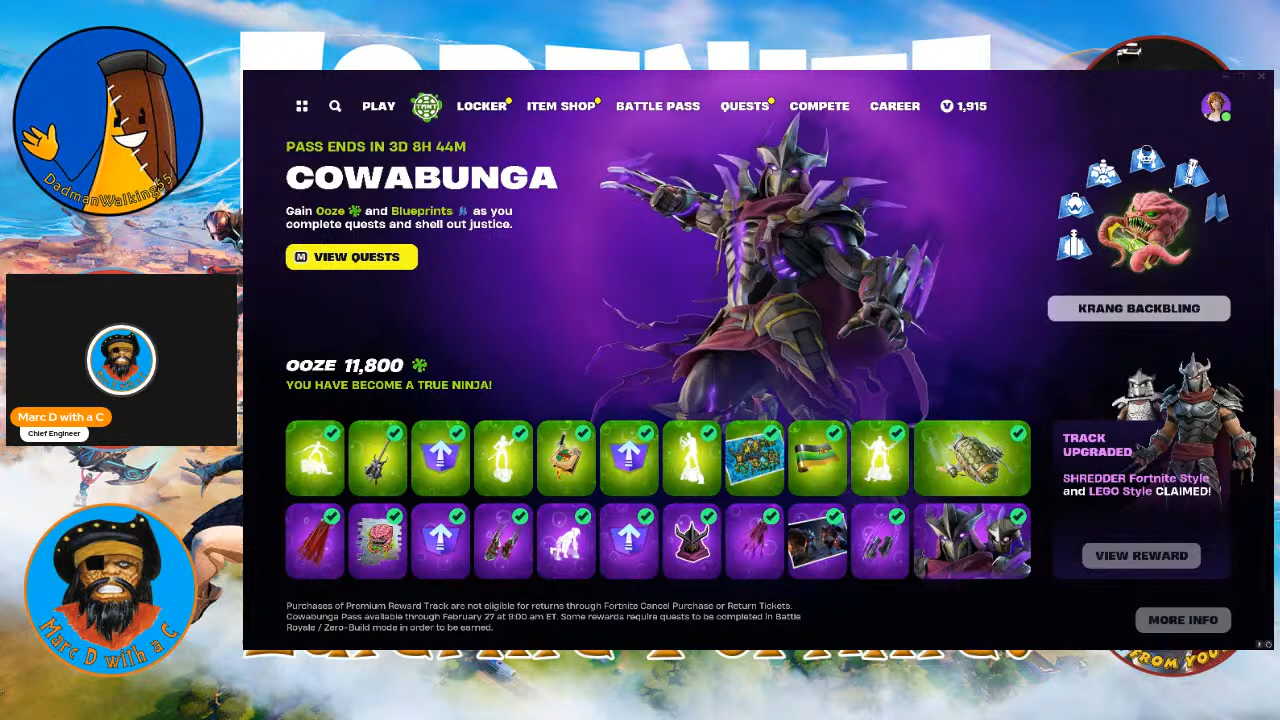 FORTNITE
DadmanWalking55
PLAY
TMNT
LOCKER
ITEM SHOP
BATTLE PASS
QUESTS
COMPETE
CAREER
V 1,915
PASS ENDS IN 3D 8H 44M
COWABUNGA
Gain Ooze and Blueprints as you
complete quests and shell out justice.
M VIEW QUESTS
KRANG BACKBLING
OOZE 11,800
YOU HAVE BECOME A TRUE NINJA!
Marc D with a C
Chief Engineer
TRACK
UPGRADED
SHREDDER Fortnite Style
and LEGO Style CLAIMED!
VIEW REWARD
Purchases of Premium Reward Track are not eligible for returns through Fortnite Cancel Purchase or Return Tickets.
Cowabunga Pass available through February 27 at 9:00 am ET. Some rewards require quests to be completed in Battle
Royale / Zero-Build mode in order to be earned.
MORE INFO
Marc D with a C
FROM YOU